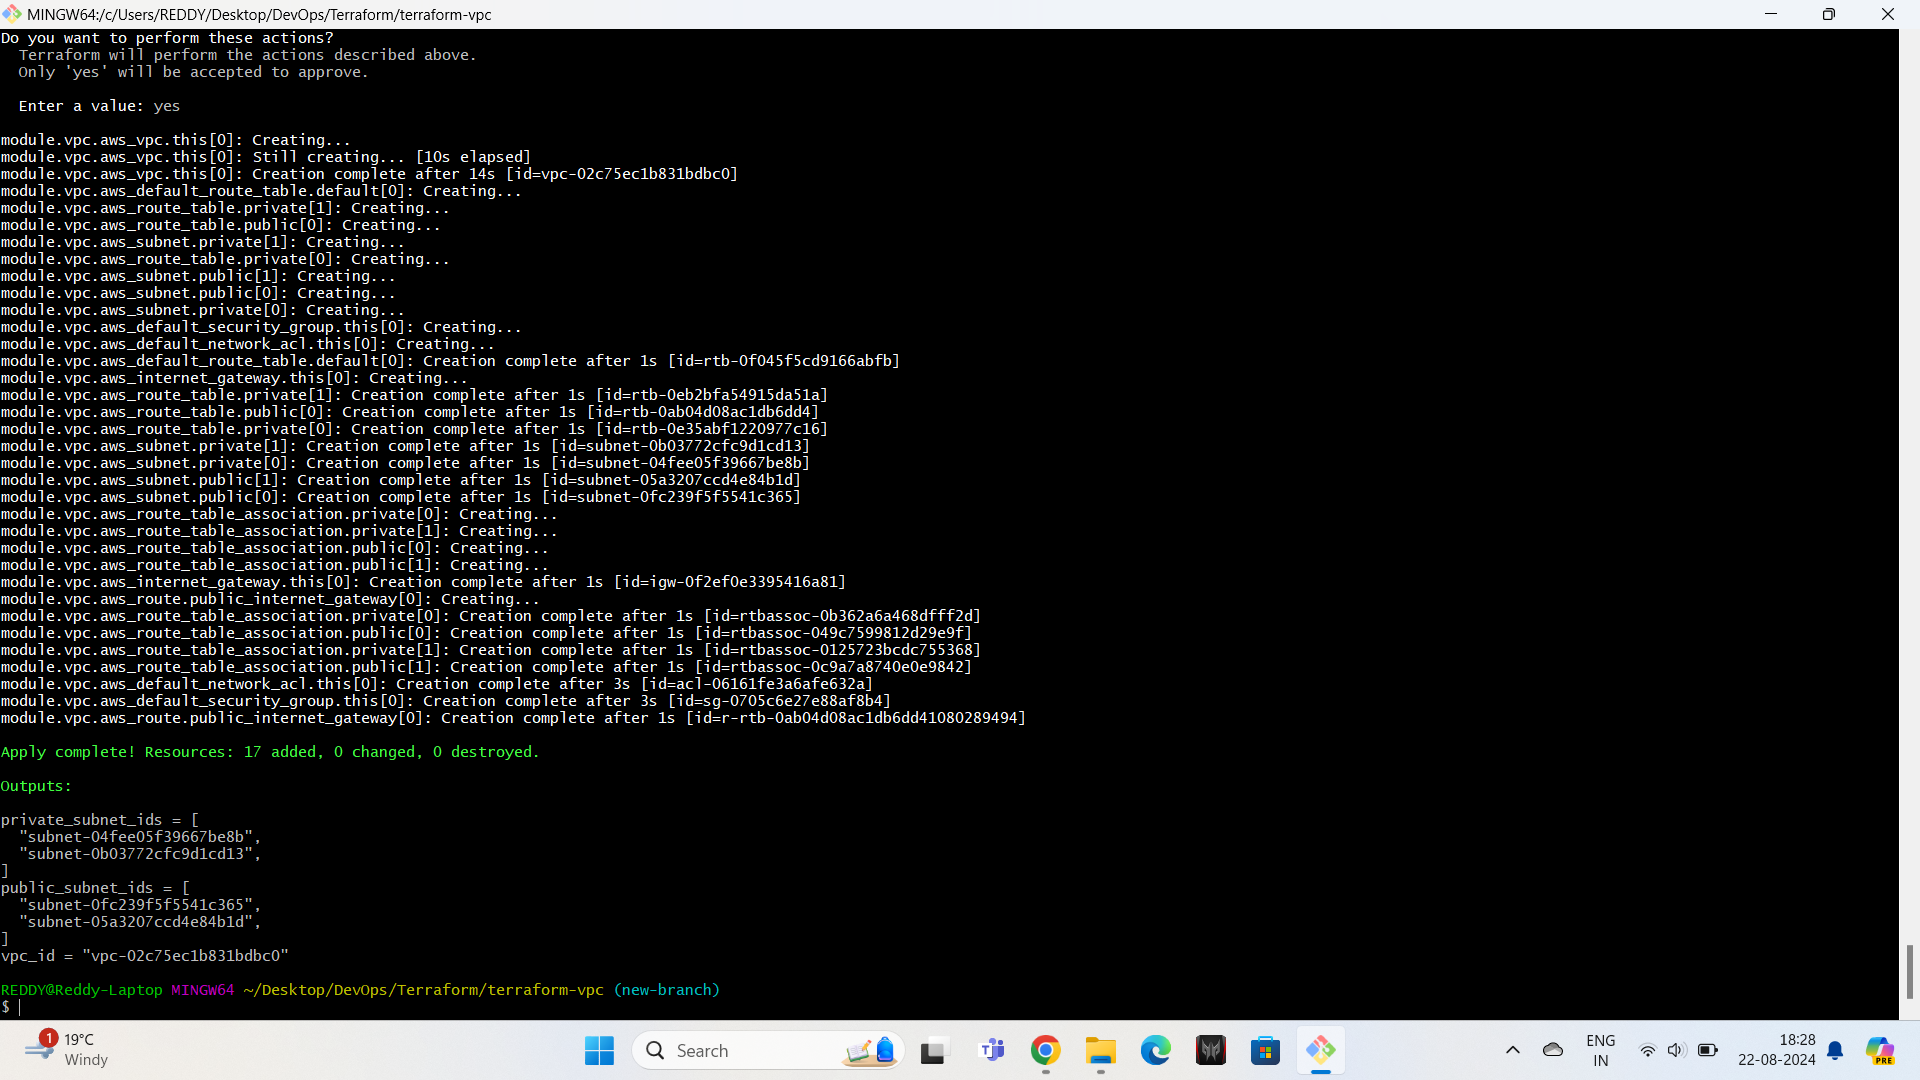 MINGW64:/c/Users/REDDY/Desktop/DevOps/Terraform/terraform-vpc
Do you want to perform these actions?
  Terraform will perform the actions described above.
  Only 'yes' will be accepted to approve.

  Enter a value: yes

module.vpc.aws_vpc.this[0]: Creating...
module.vpc.aws_vpc.this[0]: Still creating... [10s elapsed]
module.vpc.aws_vpc.this[0]: Creation complete after 14s [id=vpc-02c75ec1b831bdbc0]
module.vpc.aws_default_route_table.default[0]: Creating...
module.vpc.aws_route_table.private[1]: Creating...
module.vpc.aws_route_table.public[0]: Creating...
module.vpc.aws_subnet.private[1]: Creating...
module.vpc.aws_route_table.private[0]: Creating...
module.vpc.aws_subnet.public[1]: Creating...
module.vpc.aws_subnet.public[0]: Creating...
module.vpc.aws_subnet.private[0]: Creating...
module.vpc.aws_default_security_group.this[0]: Creating...
module.vpc.aws_default_network_acl.this[0]: Creating...
module.vpc.aws_default_route_table.default[0]: Creation complete after 1s [id=rtb-0f045f5cd9166abfb]
module.vpc.aws_internet_gateway.this[0]: Creating...
module.vpc.aws_route_table.private[1]: Creation complete after 1s [id=rtb-0eb2bfa54915da51a]
module.vpc.aws_route_table.public[0]: Creation complete after 1s [id=rtb-0ab04d08ac1db6dd4]
module.vpc.aws_route_table.private[0]: Creation complete after 1s [id=rtb-0e35abf1220977c16]
module.vpc.aws_subnet.private[1]: Creation complete after 1s [id=subnet-0b03772cfc9d1cd13]
module.vpc.aws_subnet.private[0]: Creation complete after 1s [id=subnet-04fee05f39667be8b]
module.vpc.aws_subnet.public[1]: Creation complete after 1s [id=subnet-05a3207ccd4e84b1d]
module.vpc.aws_subnet.public[0]: Creation complete after 1s [id=subnet-0fc239f5f5541c365]
module.vpc.aws_route_table_association.private[0]: Creating...
module.vpc.aws_route_table_association.private[1]: Creating...
module.vpc.aws_route_table_association.public[0]: Creating...
module.vpc.aws_route_table_association.public[1]: Creating...
module.vpc.aws_internet_gateway.this[0]: Creation complete after 1s [id=igw-0f2ef0e3395416a81]
module.vpc.aws_route.public_internet_gateway[0]: Creating...
module.vpc.aws_route_table_association.private[0]: Creation complete after 1s [id=rtbassoc-0b362a6a468dfff2d]
module.vpc.aws_route_table_association.public[0]: Creation complete after 1s [id=rtbassoc-049c7599812d29e9f]
module.vpc.aws_route_table_association.private[1]: Creation complete after 1s [id=rtbassoc-0125723bcdc755368]
module.vpc.aws_route_table_association.public[1]: Creation complete after 1s [id=rtbassoc-0c9a7a8740e0e9842]
module.vpc.aws_default_network_acl.this[0]: Creation complete after 3s [id=acl-06161fe3a6afe632a]
module.vpc.aws_default_security_group.this[0]: Creation complete after 3s [id=sg-0705c6e27e88af8b4]
module.vpc.aws_route.public_internet_gateway[0]: Creation complete after 1s [id=r-rtb-0ab04d08ac1db6dd41080289494]

Apply complete! Resources: 17 added, 0 changed, 0 destroyed.

Outputs:

private_subnet_ids = [
  "subnet-04fee05f39667be8b",
  "subnet-0b03772cfc9d1cd13",
]
public_subnet_ids = [
  "subnet-0fc239f5f5541c365",
  "subnet-05a3207ccd4e84b1d",
]
vpc_id = "vpc-02c75ec1b831bdbc0"

REDDY@Reddy-Laptop MINGW64 ~/Desktop/DevOps/Terraform/terraform-vpc (new-branch)
$
1
19°C
Windy
Search
ENG
IN
18:28
22-08-2024
PRE